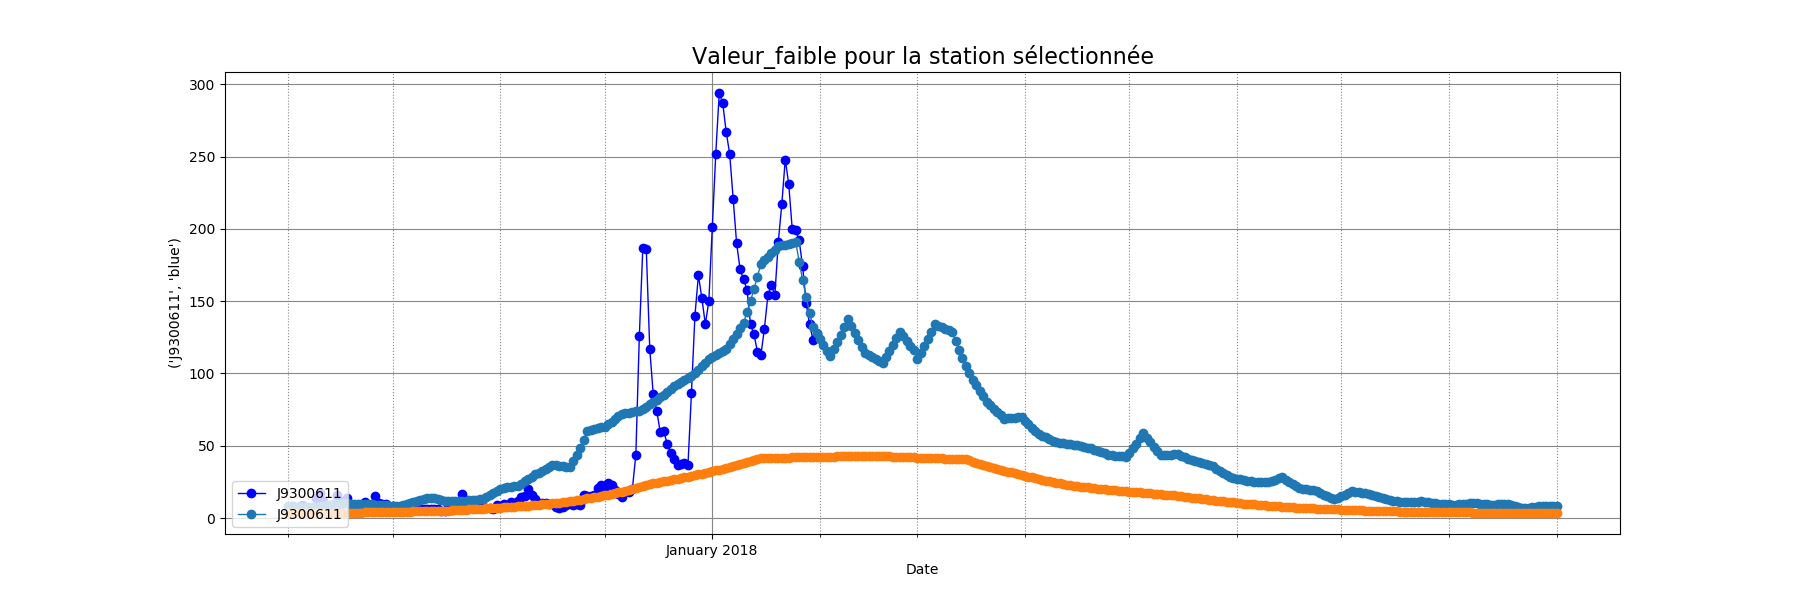 Valeur_faible pour la station sélectionnée
300
250
200
150
100
50
0
('J9300611', 'blue')
J9300611
J9300611
January 2018
Date